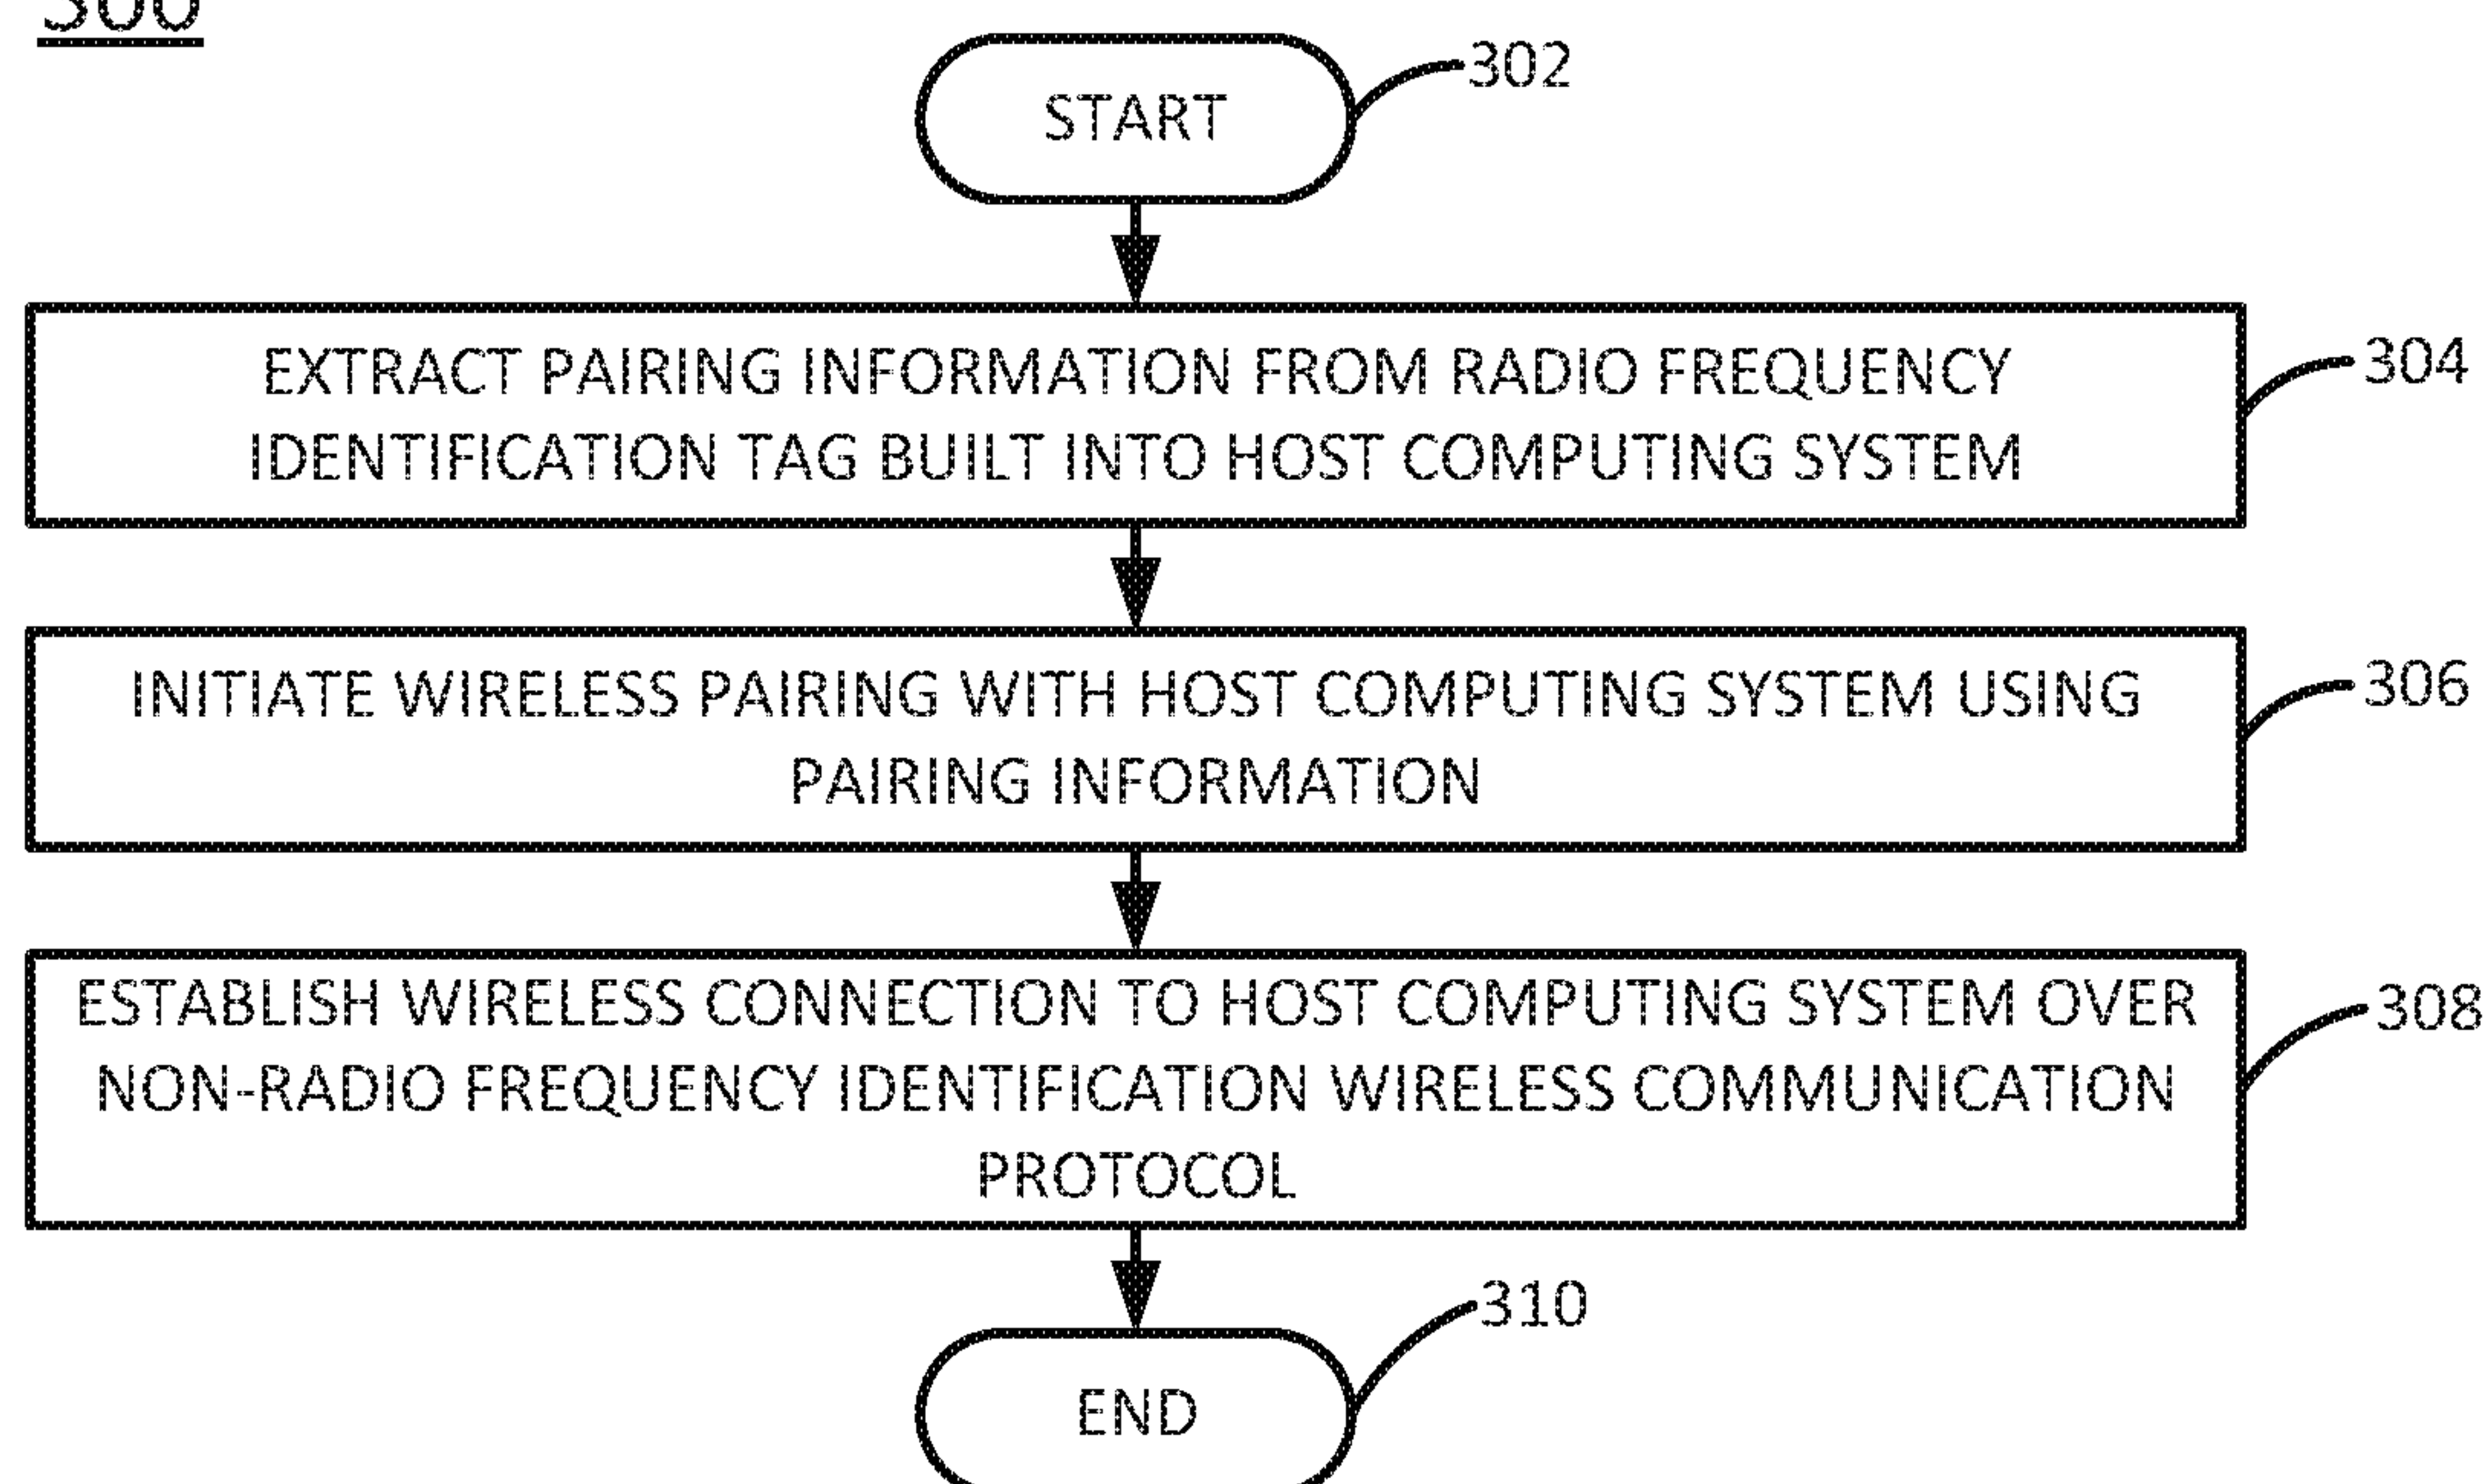 300
START
302
EXTRACT PAIRING INFORMATION FROM RADIO FREQUENCY
IDENTIFICATION TAG BUILT INTO HOST COMPUTING SYSTEM
304
INITIATE WIRELESS PAIRING WITH HOST COMPUTING SYSTEM USING
PAIRING INFORMATION
306
ESTABLISH WIRELESS CONNECTION TO HOST COMPUTING SYSTEM OVER
NON-RADIO FREQUENCY IDENTIFICATION WIRELESS COMMUNICATION
PROTOCOL
308
END
310